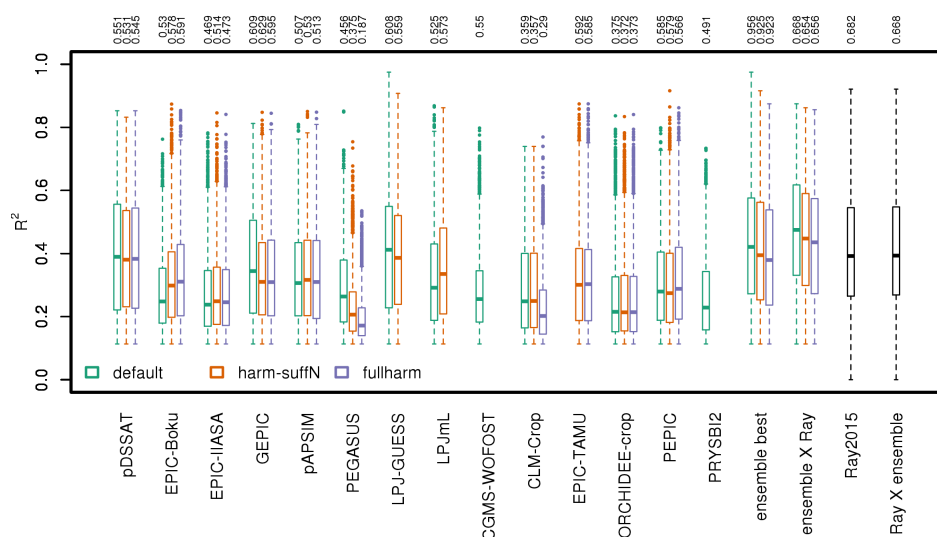 0.551 0.531 0.545
0.53 0.578 0.591
0.469 0.514 0.473
0.609 0.629 0.595
0.507 0.53 0.513
0.456 0.375 0.187
0.608 0.559
0.525 0.573
0.55
0.359 0.357 0.29
0.592 0.585
0.375 0.372 0.373
0.585 0.579 0.566
0.491
0.956 0.925 0.923
0.668 0.654 0.656
0.682
0.668
R²
1.0
0.8
0.6
0.4
0.2
0.0
default harm-suffN fullharm
pDSSAT
EPIC-Boku
EPIC-IIASA
GEPIC
pAPSIM
PEGASUS
LPJ-GUESS
LPJmL
CGMS-WOFOST
CLM-Crop
EPIC-TAMU
ORCHIDEE-crop
PEPIC
PRYSBI2
ensemble best
ensemble X Ray
Ray2015
Ray X ensemble